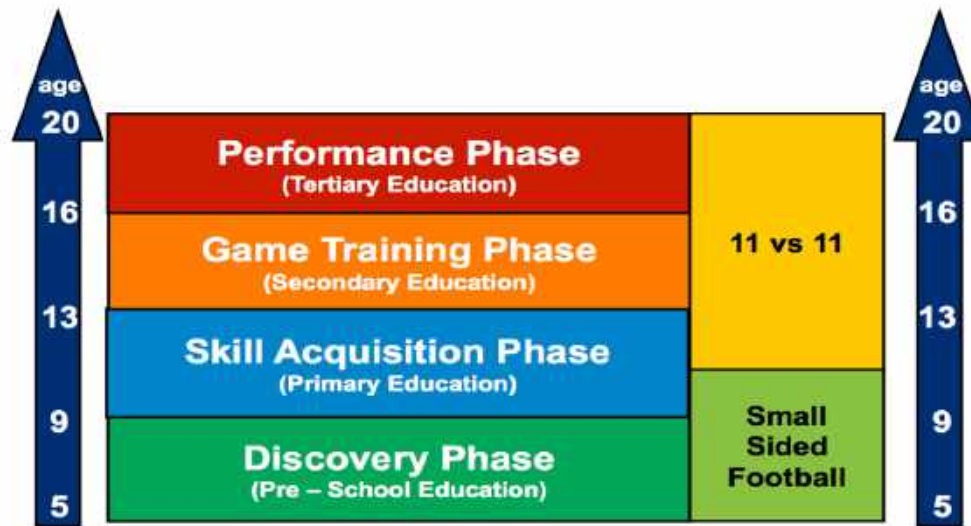 age
20
16
13
9
5
Performance Phase
(Tertiary Education)
Game Training Phase
(Secondary Education)
Skill Acquisition Phase
(Primary Education)
Discovery Phase
(Pre – School Education)
11 vs 11
Small
Sided
Football
age
20
16
13
9
5